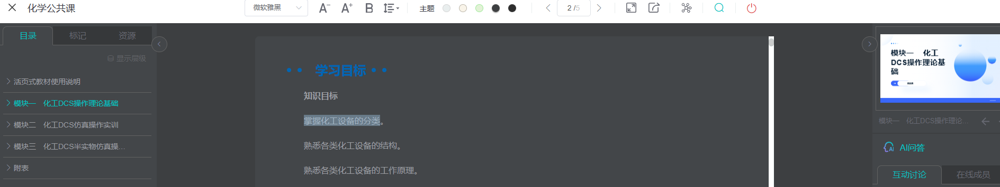 化学公共课
微软雅黑
A-
A+
B
主题
2 /5
目录
标记
资源
显示层级
活页式教材使用说明
模块一 化工DCS操作理论基础
模块二 化工DCS仿真操作实训
模块三 化工DCS半实物仿真操...
附表
学习目标
知识目标
掌握化工设备的分类。
熟悉各类化工设备的结构。
熟悉各类化工设备的工作原理。
模块一 化工
DCS操作理论基
础
模块一 化工DCS操作理论...
AI问答
互动讨论
在线成员